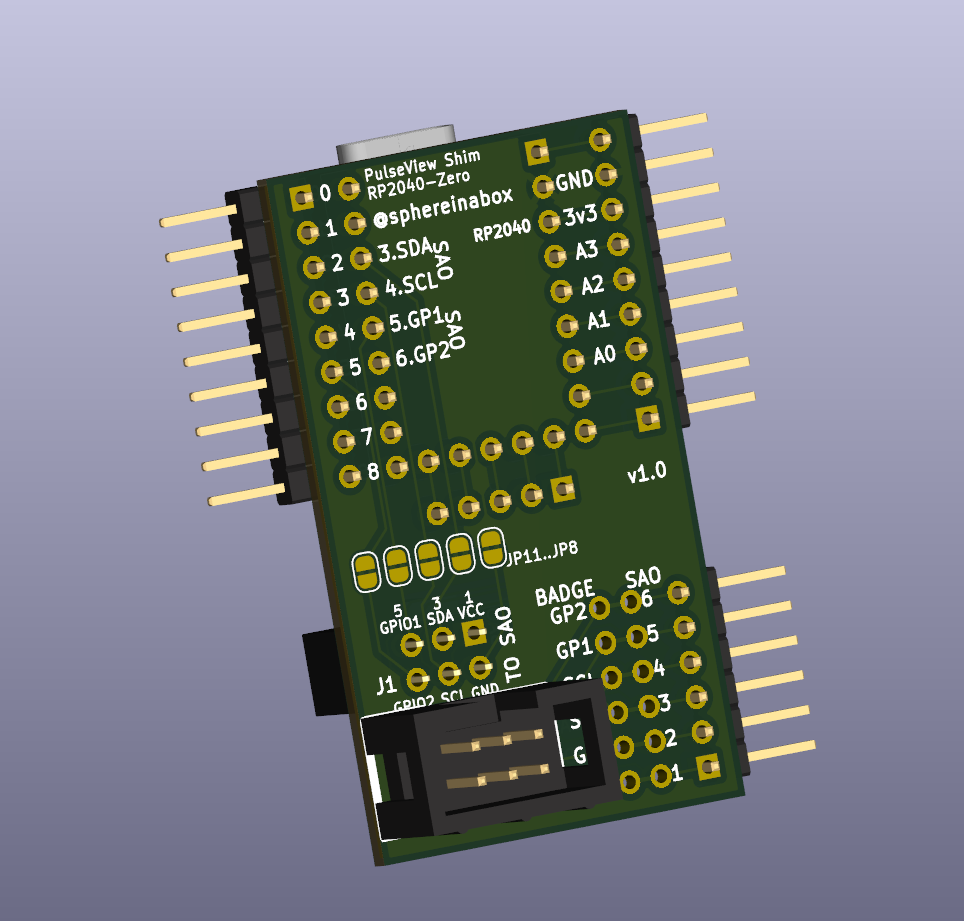 0 PulseView Shim
RP2040-Zero
1 @sphereinabox
2 3.SDA
3 4.SCL
SAO
4 5.GP1
5 6.GP2
SAO
6
7
8
RP2040
GND
3v3
A3
A2
A1
A0
v1.0
JP11..JP8
5 3 1
GPIO1 SDA VCC
J1
GPIO2 SCL GND
TO SAO
BADGE SAO
GP2 6
GP1 5
4
3
2
1
G